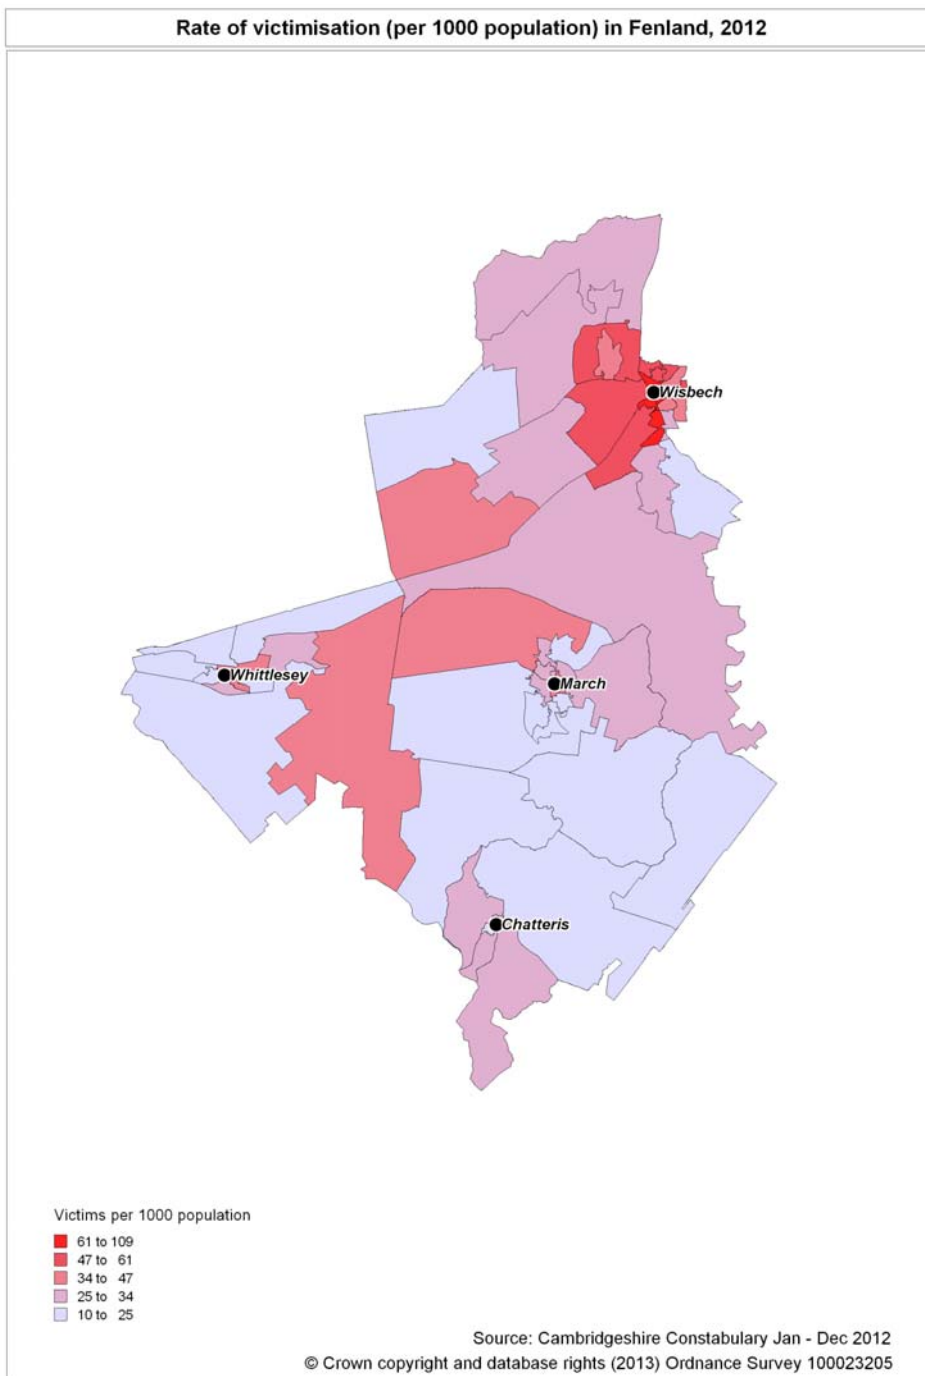 Rate of victimisation (per 1000 population) in Fenland, 2012
Wisbech
Whittlesey
March
Chatteris
Victims per 1000 population
61 to 109
47 to 61
34 to 47
25 to 34
10 to 25
Source: Cambridgeshire Constabulary Jan - Dec 2012
© Crown copyright and database rights (2013) Ordnance Survey 100023205